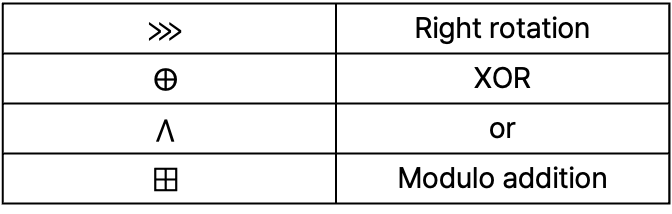 ⋙ Right rotation
⊕ XOR
∧ or
⊞ Modulo addition